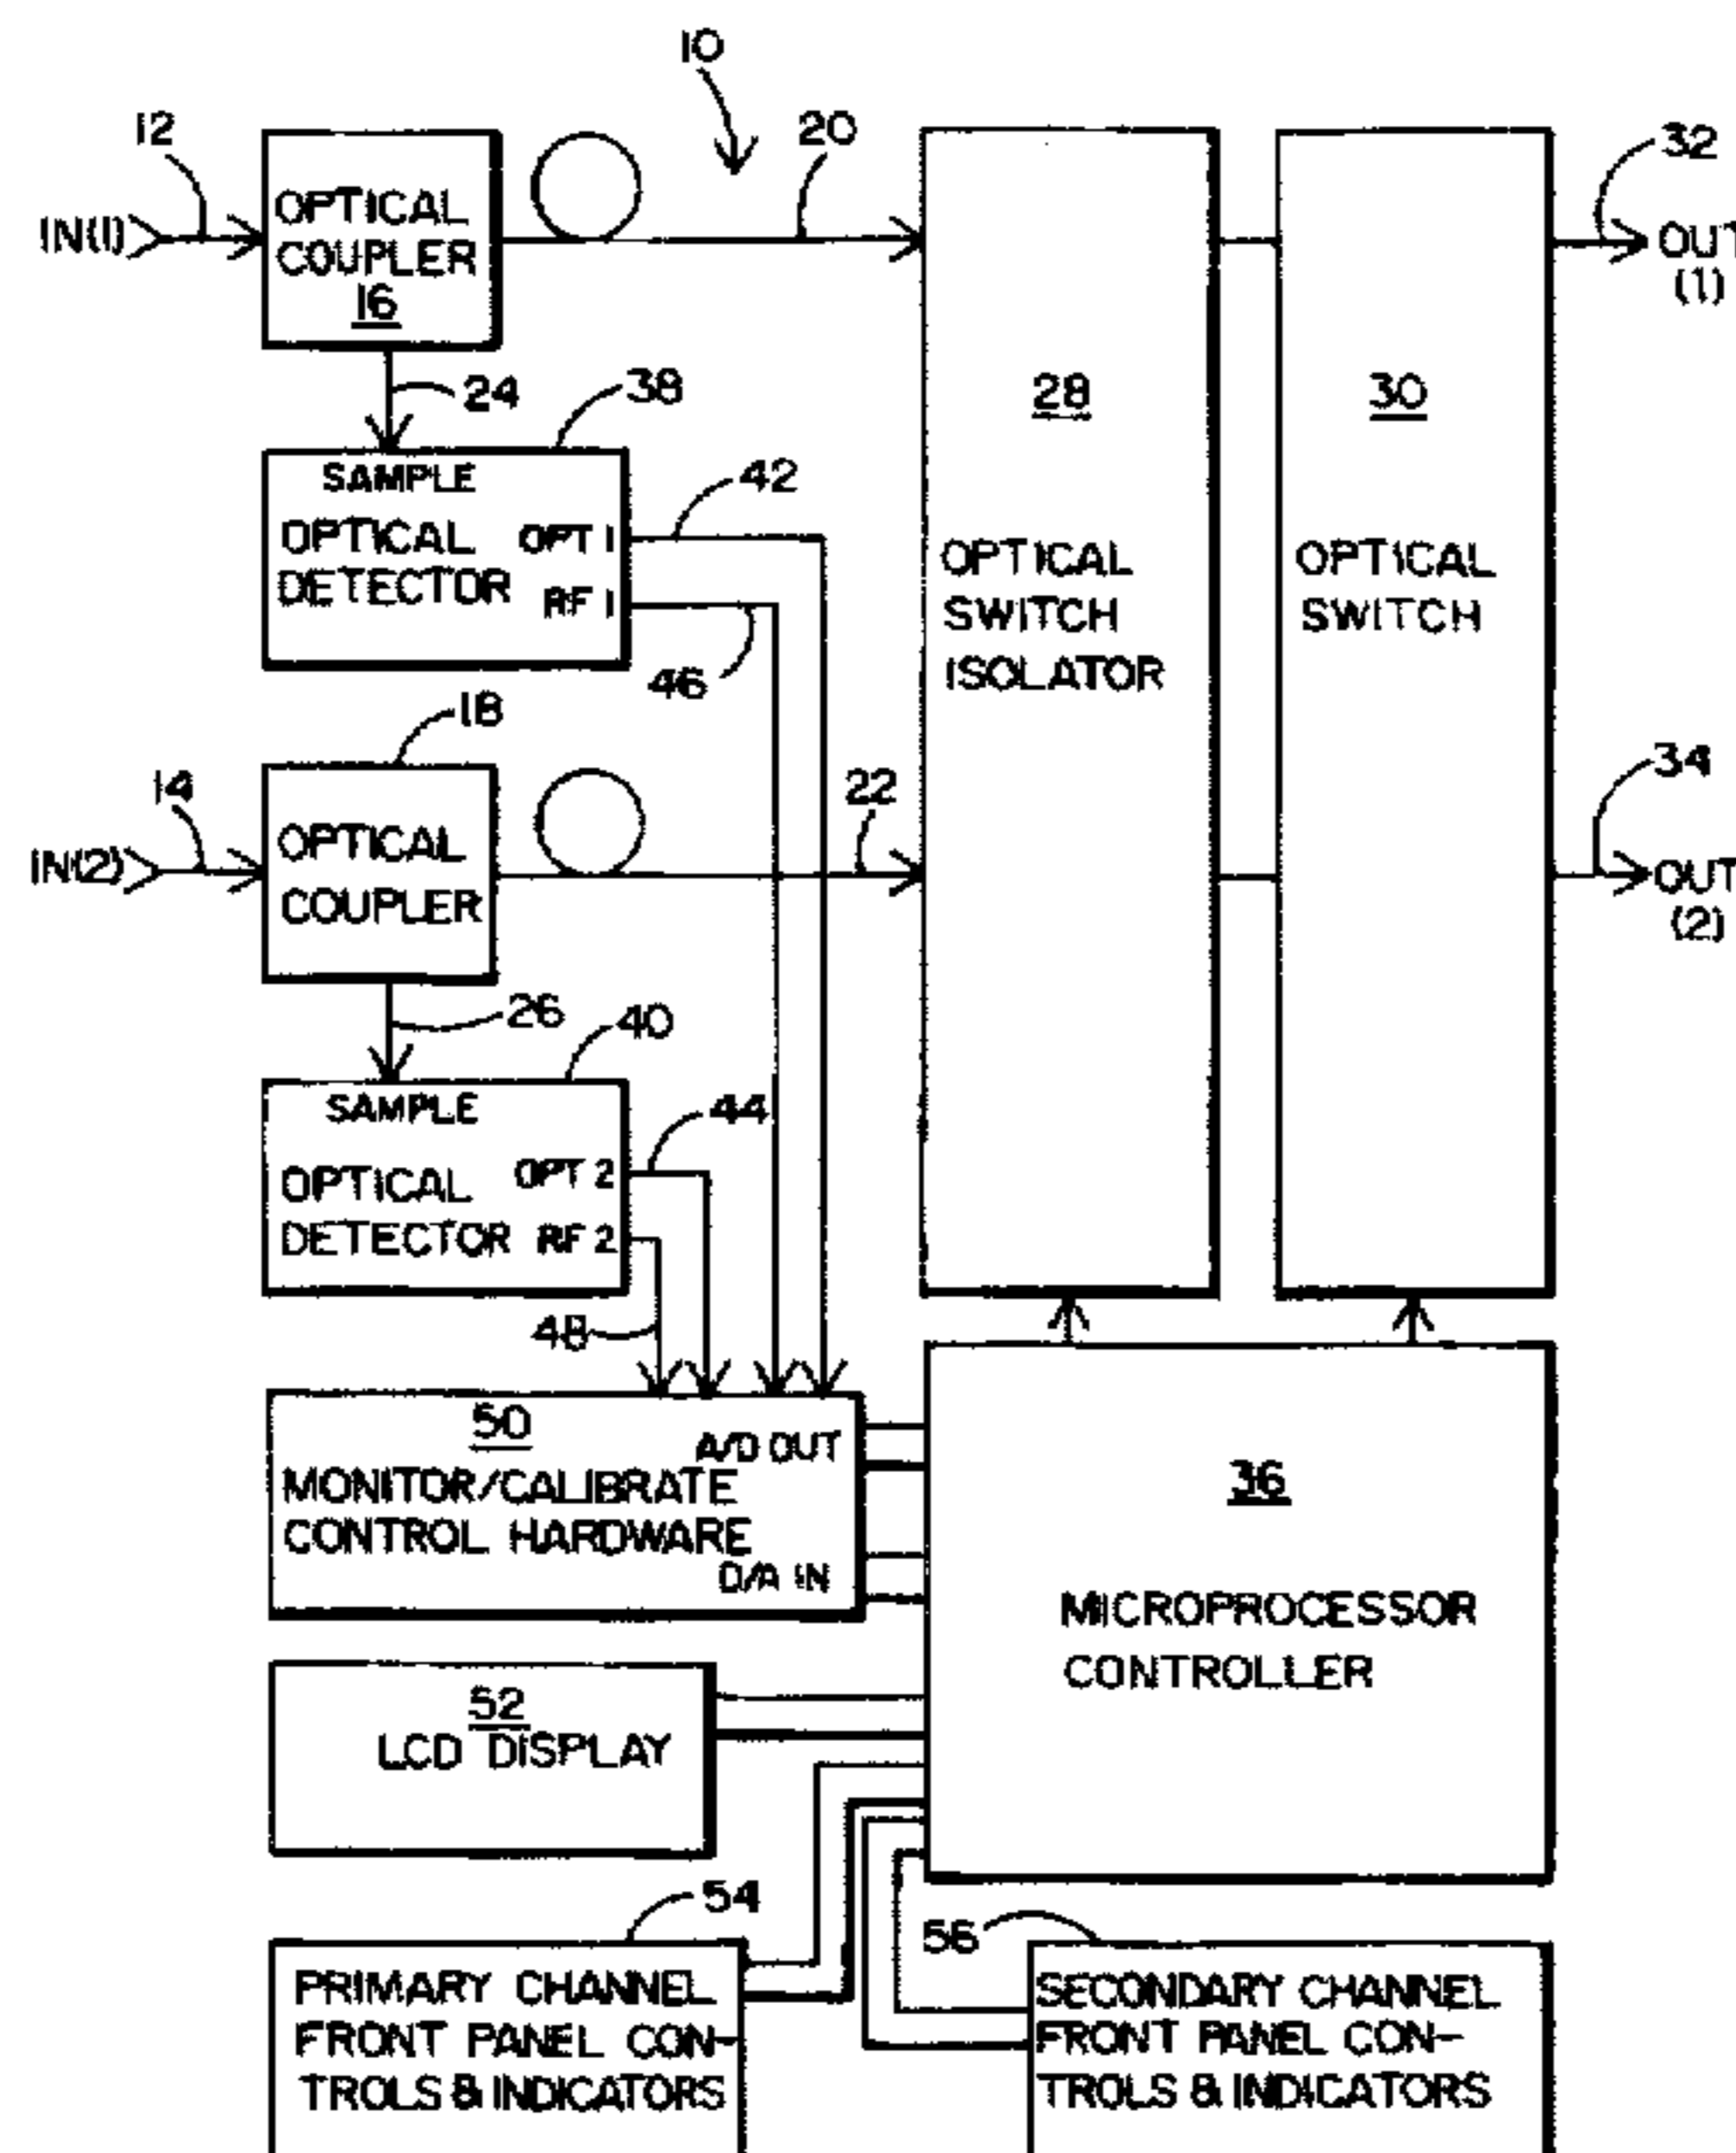 10
12
20
32
IN(1)
OPTICAL
COUPLER
16
OUT
(1)
24
38
28
30
SAMPLE
OPTICAL
DETECTOR
OPT 1
RF 1
42
46
OPTICAL
SWITCH
ISOLATOR
OPTICAL
SWITCH
18
14
22
34
IN(2)
OPTICAL
COUPLER
OUT
(2)
26
40
SAMPLE
OPTICAL
DETECTOR
OPT 2
RF 2
44
48
50
A/D OUT
MONITOR/CALIBRATE
CONTROL HARDWARE
D/A IN
36
MICROPROCESSOR
CONTROLLER
52
LCD DISPLAY
54
56
PRIMARY CHANNEL
FRONT PANEL CON-
TROLS & INDICATORS
SECONDARY CHANNEL
FRONT PANEL CON-
TROLS & INDICATORS